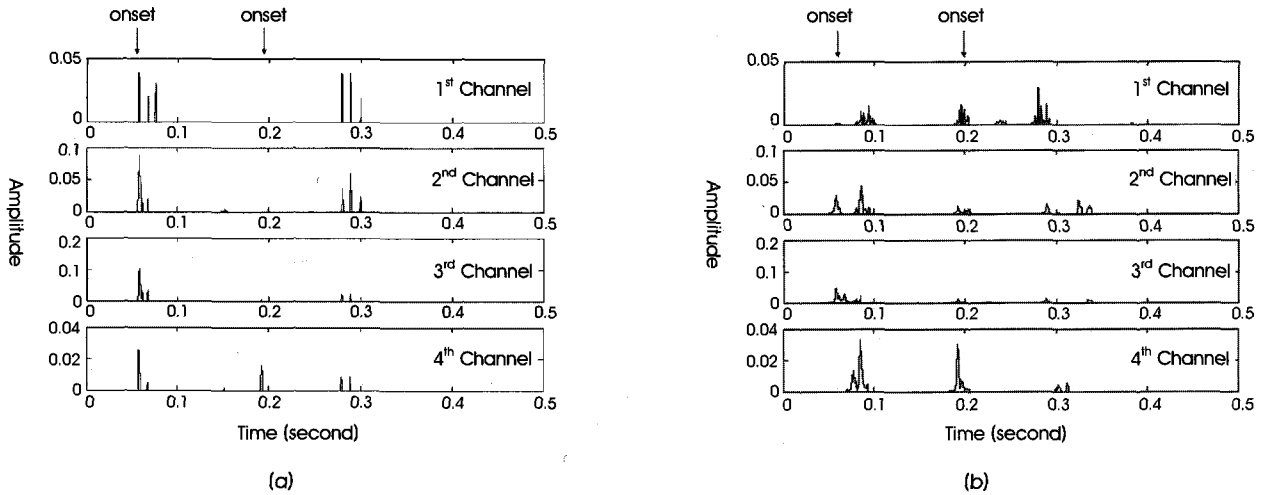 onset onset
0.05
1st Channel
0
0 0.1 0.2 0.3 0.4 0.5
0.1
0.05
2nd Channel
0
0 0.1 0.2 0.3 0.4 0.5
0.2
0.1
3rd Channel
0
0 0.1 0.2 0.3 0.4 0.5
0.04
0.02
4th Channel
0
0 0.1 0.2 0.3 0.4 0.5
Amplitude
Time (second)
(a)
onset onset
0.05
1st Channel
0
0 0.1 0.2 0.3 0.4 0.5
0.1
0.05
2nd Channel
0
0 0.1 0.2 0.3 0.4 0.5
0.2
0.1
3rd Channel
0
0 0.1 0.2 0.3 0.4 0.5
0.04
0.02
4th Channel
0
0 0.1 0.2 0.3 0.4 0.5
Amplitude
Time (second)
(b)